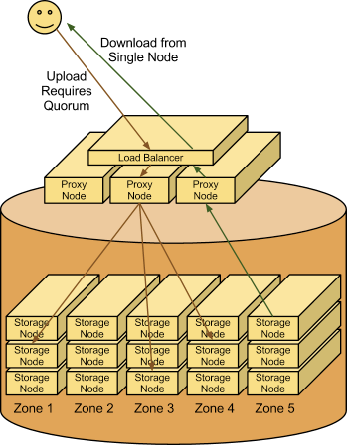 Download from
Single Node
Upload
Requires
Quorum
Load Balancer
Proxy
Node
Proxy
Node
Proxy
Node
Storage
Node
Storage
Node
Storage
Node
Storage
Node
Storage
Node
Storage
Node
Storage
Node
Storage
Node
Storage
Node
Storage
Node
Storage
Node
Storage
Node
Storage
Node
Storage
Node
Storage
Node
Zone 1 Zone 2 Zone 3 Zone 4 Zone 5